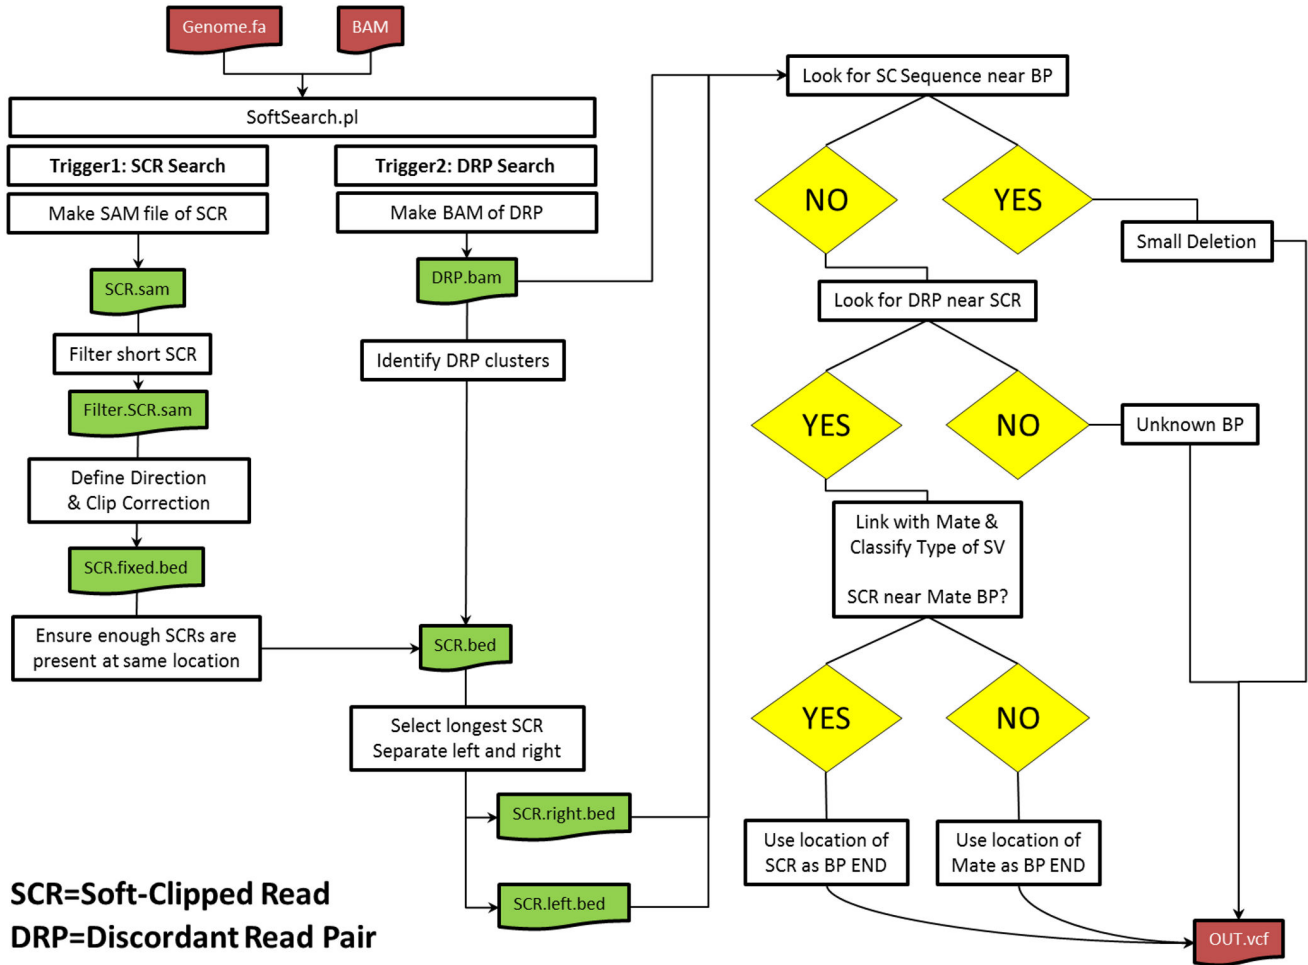 Genome.fa
BAM
SoftSearch.pl
Trigger1: SCR Search
Trigger2: DRP Search
Make SAM file of SCR
Make BAM of DRP
SCR.sam
DRP.bam
Filter short SCR
Identify DRP clusters
Filter.SCR.sam
Define Direction
& Clip Correction
SCR.fixed.bed
Ensure enough SCRs are
present at same location
SCR.bed
Select longest SCR
Separate left and right
SCR.right.bed
SCR.left.bed
Look for SC Sequence near BP
NO
YES
Small Deletion
Look for DRP near SCR
YES
NO
Unknown BP
Link with Mate &
Classify Type of SV
SCR near Mate BP?
YES
NO
Use location of
SCR as BP END
Use location of
Mate as BP END
OUT.vcf
SCR=Soft-Clipped Read
DRP=Discordant Read Pair